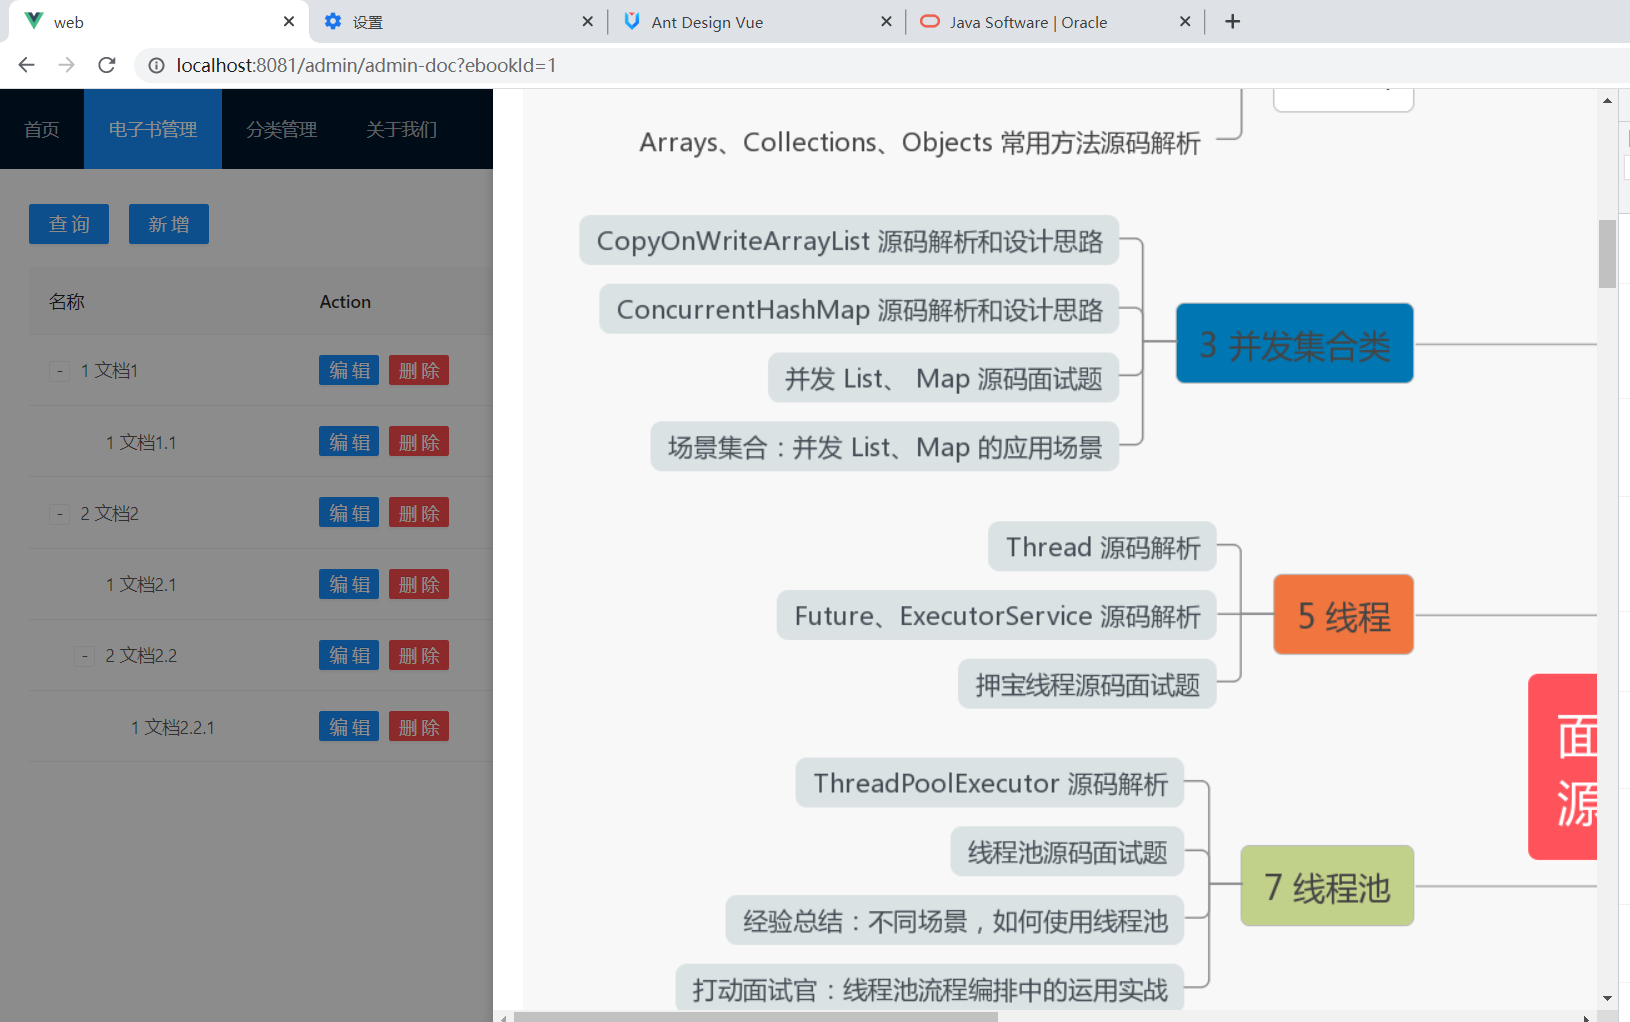 web
设置
Ant Design Vue
Java Software | Oracle
localhost:8081/admin/admin-doc?ebookId=1
首页
电子书管理
分类管理
关于我们
查 询
新 增
名称
Action
- 1 文档1
编 辑
删 除
1 文档1.1
编 辑
删 除
- 2 文档2
编 辑
删 除
1 文档2.1
编 辑
删 除
- 2 文档2.2
编 辑
删 除
1 文档2.2.1
编 辑
删 除
Arrays、Collections、Objects 常用方法源码解析
CopyOnWriteArrayList 源码解析和设计思路
ConcurrentHashMap 源码解析和设计思路
并发 List、 Map 源码面试题
场景集合：并发 List、Map 的应用场景
3 并发集合类
Thread 源码解析
Future、ExecutorService 源码解析
押宝线程源码面试题
5 线程
面
源
ThreadPoolExecutor 源码解析
线程池源码面试题
经验总结：不同场景，如何使用线程池
打动面试官：线程池流程编排中的运用实战
7 线程池